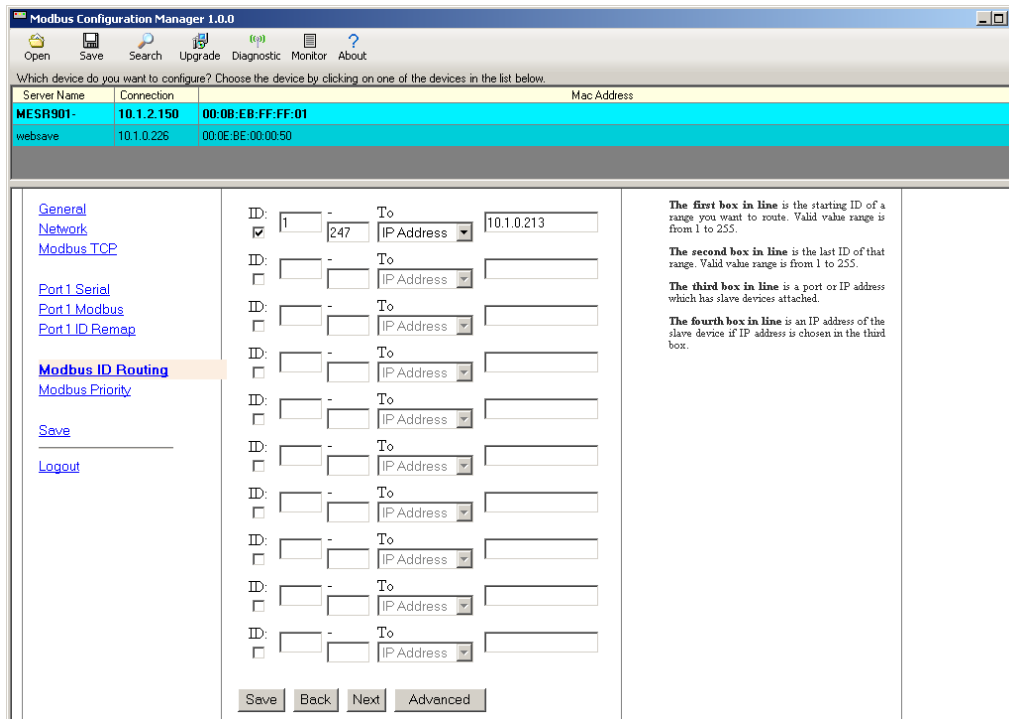 Modbus Configuration Manager 1.0.0
Open Save Search Upgrade Diagnostic Monitor About
Which device do you want to configure? Choose the device by clicking on one of the devices in the list below.
Server Name Connection Mac Address
MESR901- 10.1.2.150 00:0B:EB:FF:FF:01
websave 10.1.0.226 00:0E:BE:00:00:50
General
Network
Modbus TCP
Port1 Serial
Port1 Modbus
Port1 ID Remap
Modbus ID Routing
Modbus Priority
Save
Logout
ID: 1 - To 10.1.0.213
247 IP Address
ID: - To
IP Address
ID: - To
IP Address
ID: - To
IP Address
ID: - To
IP Address
ID: - To
IP Address
ID: - To
IP Address
ID: - To
IP Address
ID: - To
IP Address
ID: - To
IP Address
Save Back Next Advanced
The first box in line is the starting ID of a
range you want to route. Valid value range is
from 1 to 255.
The second box in line is the last ID of that
range. Valid value range is from 1 to 255.
The third box in line is a port or IP address
which has slave devices attached.
The fourth box in line is an IP address of the
slave device if IP address is chosen in the third
box.